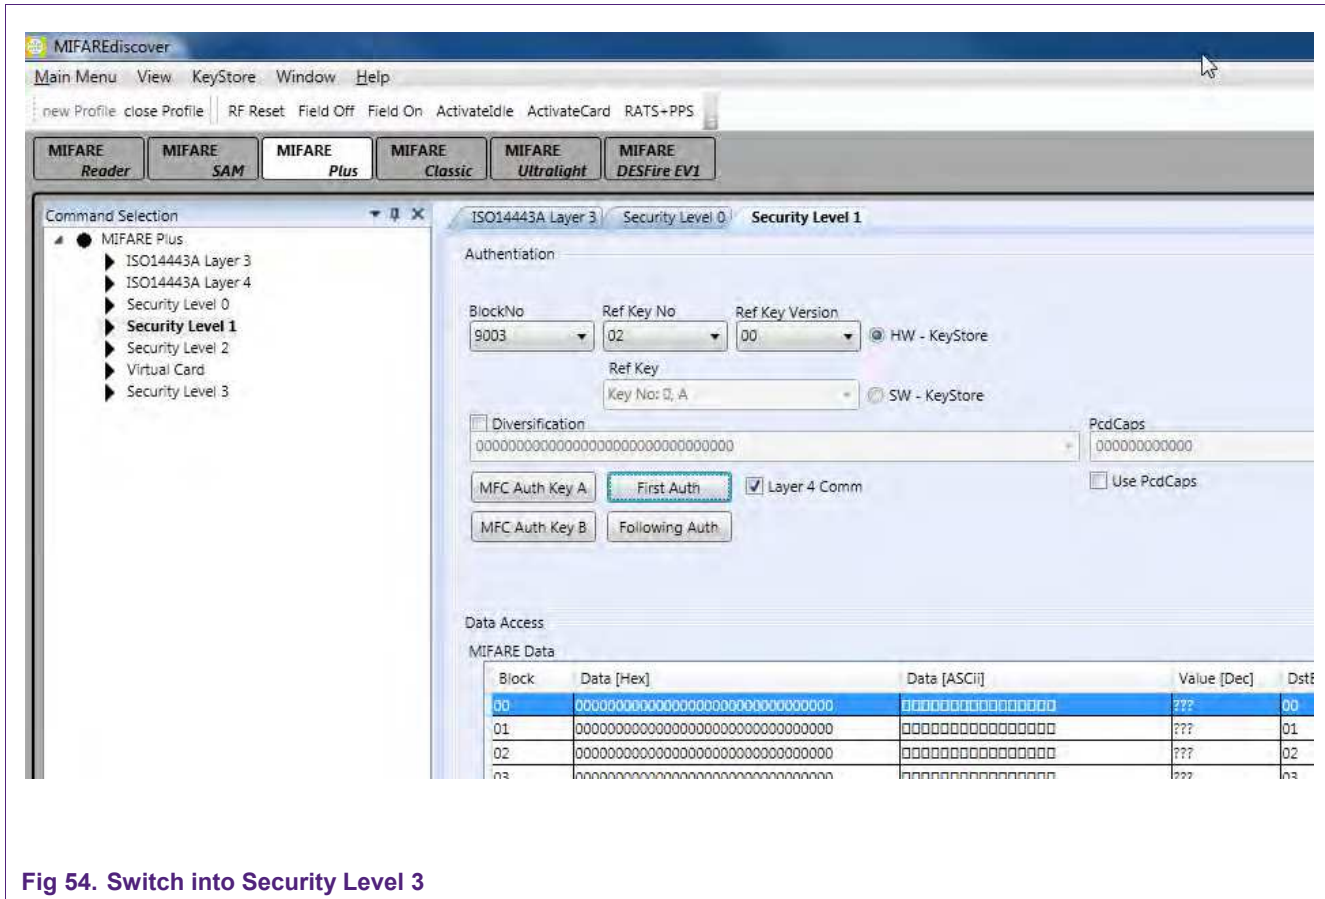 MIFAREdiscover
Main Menu View KeyStore Window Help
new Profile close Profile RF Reset Field Off Field On ActivateIdle ActivateCard RATS+PPS
MIFARE MIFARE MIFARE MIFARE MIFARE MIFARE
Reader SAM Plus Classic Ultralight DESFire EV1
Command Selection
MIFARE Plus
ISO14443A Layer 3
ISO14443A Layer 4
Security Level 0
Security Level 1
Security Level 2
Virtual Card
Security Level 3
ISO14443A Layer 3 Security Level 0 Security Level 1
Authentiation
BlockNo Ref Key No Ref Key Version
9003 02 00 HW - KeyStore
Ref Key
Key No: 0, A SW - KeyStore
Diversification PcdCaps
00000000000000000000000000000000 000000000000
MFC Auth Key A First Auth Layer 4 Comm Use PcdCaps
MFC Auth Key B Following Auth
Data Access
MIFARE Data
Block Data [Hex] Data [ASCii] Value [Dec] DstB
00 00000000000000000000000000000000 ??? 00
01 00000000000000000000000000000000 ??? 01
02 00000000000000000000000000000000 ??? 02
03 00000000000000000000000000000000 ??? 03
Fig 54. Switch into Security Level 3